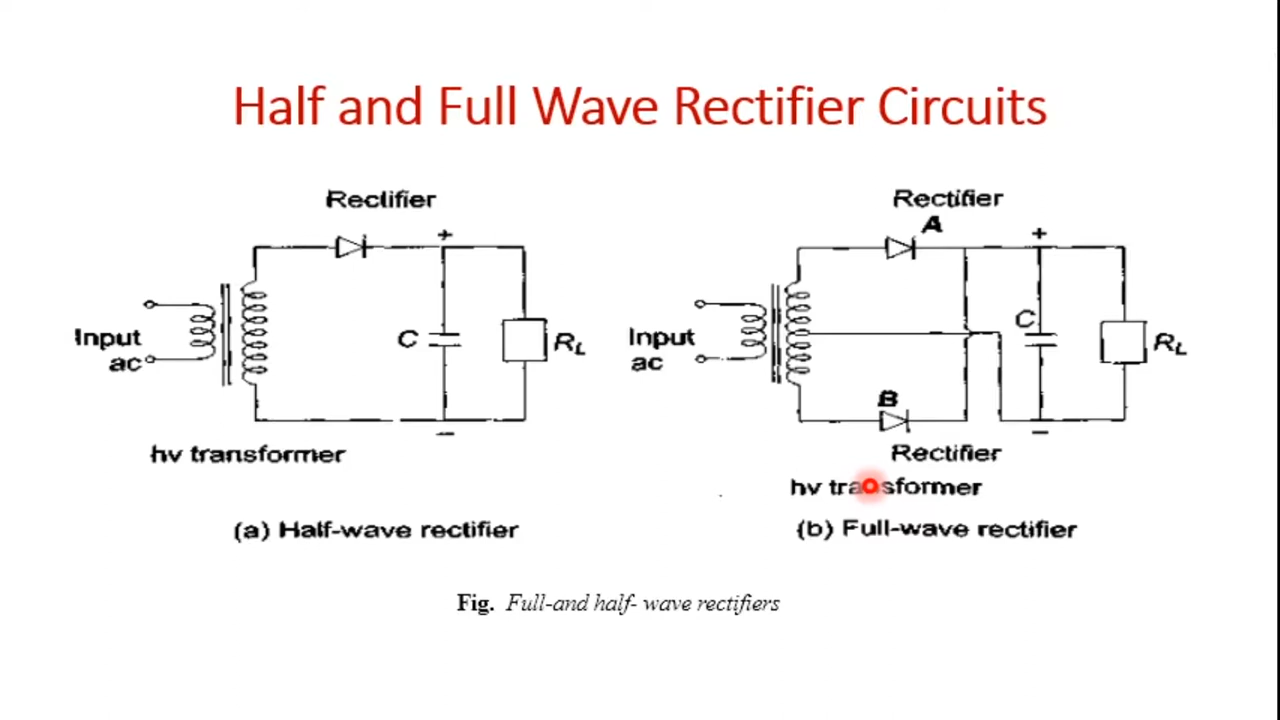 Half and Full Wave Rectifier Circuits
Rectifier
+
Input
ac
C
RL
−
hv transformer
(a) Half-wave rectifier
Rectifier
A
+
Input
ac
C
RL
B
−
Rectifier
hv transformer
(b) Full-wave rectifier
Fig. Full-and half- wave rectifiers